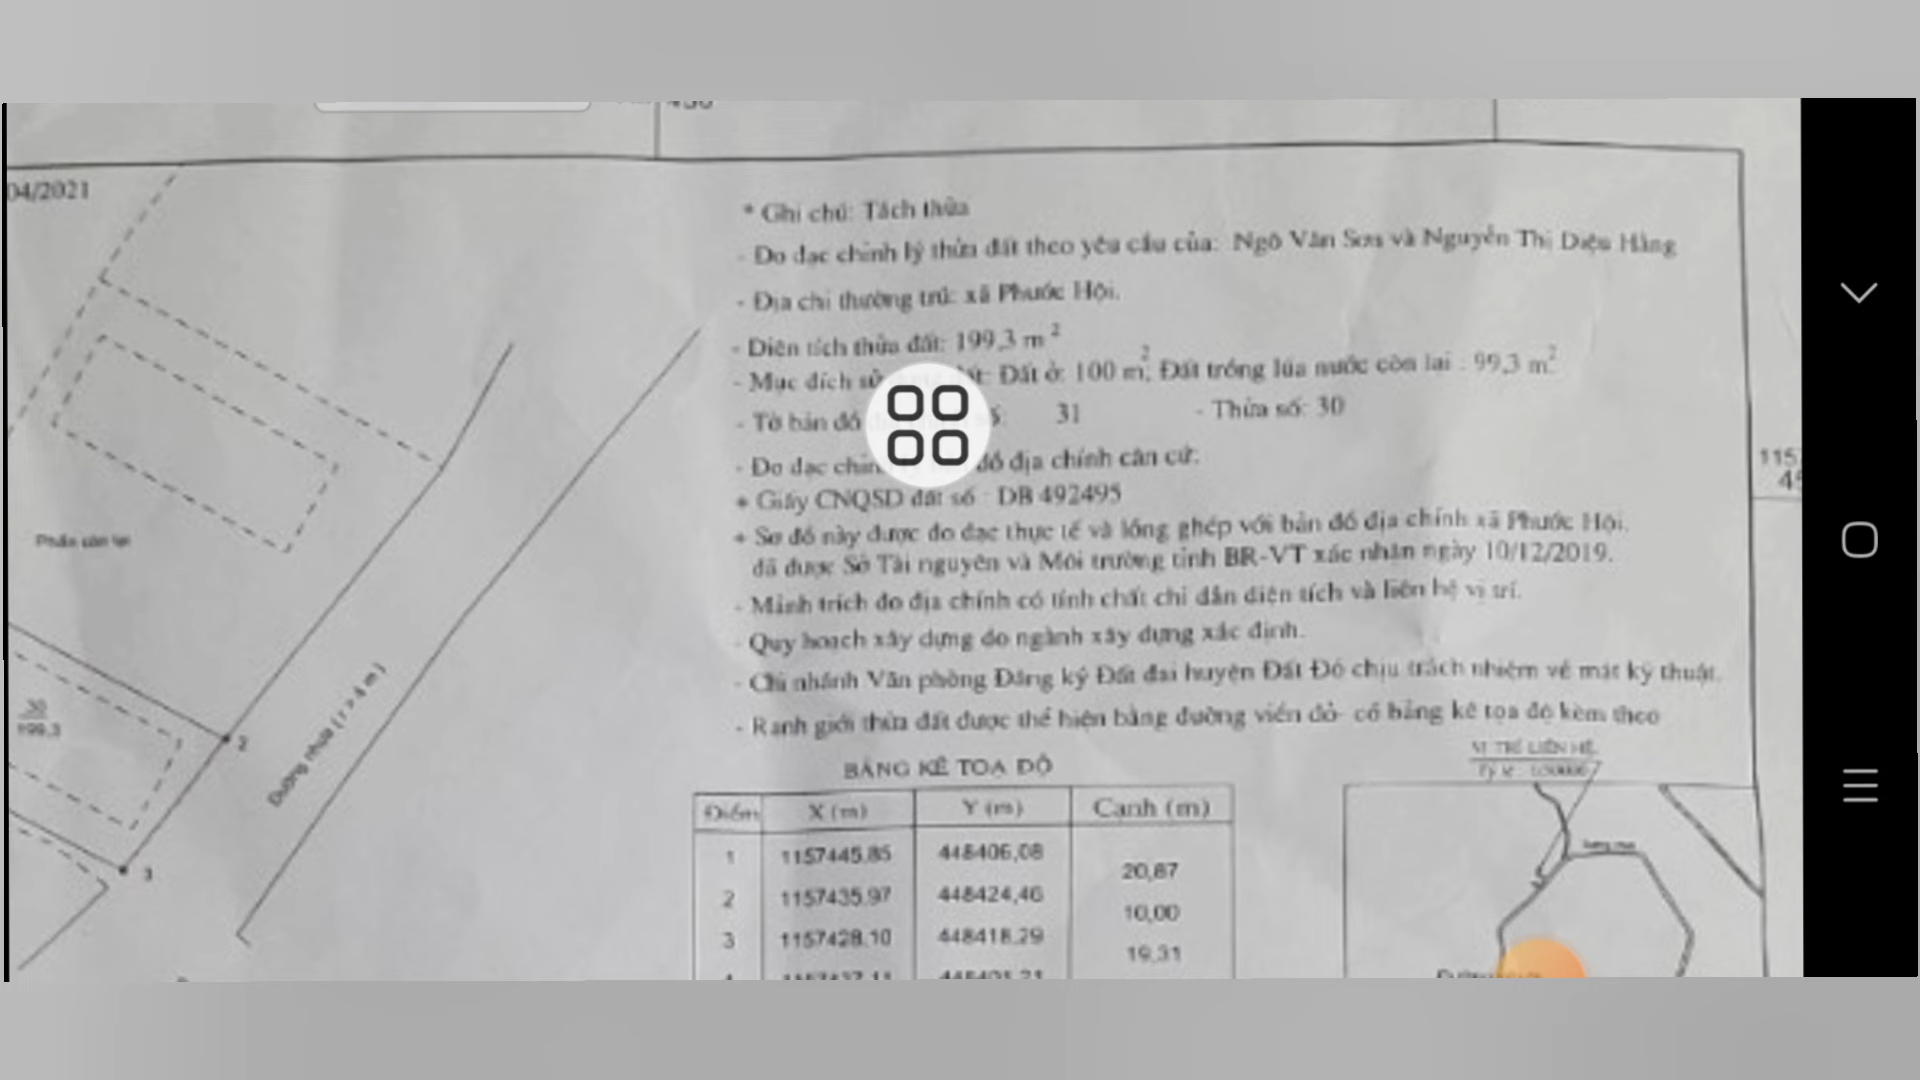 04/2021
* Ghi chú: Tách thửa
- Đo đạc chỉnh lý thửa đất theo yêu cầu của: Ngô Văn Sơn và Nguyễn Thị Diệu Hằng
- Địa chỉ thường trú: xã Phước Hội.
- Diện tích thửa đất: 199,3 m²
- Mục đích sử đất: Đất ở: 100 m², Đất trồng lúa nước còn lại : 99,3 m²
- Tờ bản đồ 31 - Thửa số: 30
- Đo đạc chỉnh đồ địa chính căn cứ:
+ Giấy CNQSD đất số : DB 492495
+ Sơ đồ này được đo đạc thực tế và lồng ghép với bản đồ địa chính xã Phước Hội.
đã được Sở Tài nguyên và Môi trường tỉnh BR-VT xác nhận ngày 10/12/2019.
- Mảnh trích đo địa chính có tính chất chỉ dẫn diện tích và liên hệ vị trí.
- Quy hoạch xây dựng do ngành xây dựng xác định.
- Chi nhánh Văn phòng Đăng ký Đất đai huyện Đất Đỏ chịu trách nhiệm về mặt kỹ thuật.
- Ranh giới thửa đất được thể hiện bằng đường viền đỏ- có bảng kê tọa độ kèm theo
Phần còn lại
30
199,3
2
3
Đường nhựa ( r > 4 m )
BẢNG KÊ TỌA ĐỘ
Điểm X (m) Y (m) Cạnh (m)
1 1157445.85 448406,08
20,87
2 1157435.97 448424,46
10,00
3 1157428.10 448418.29
19,31
VỊ TRÍ LIÊN HỆ
115